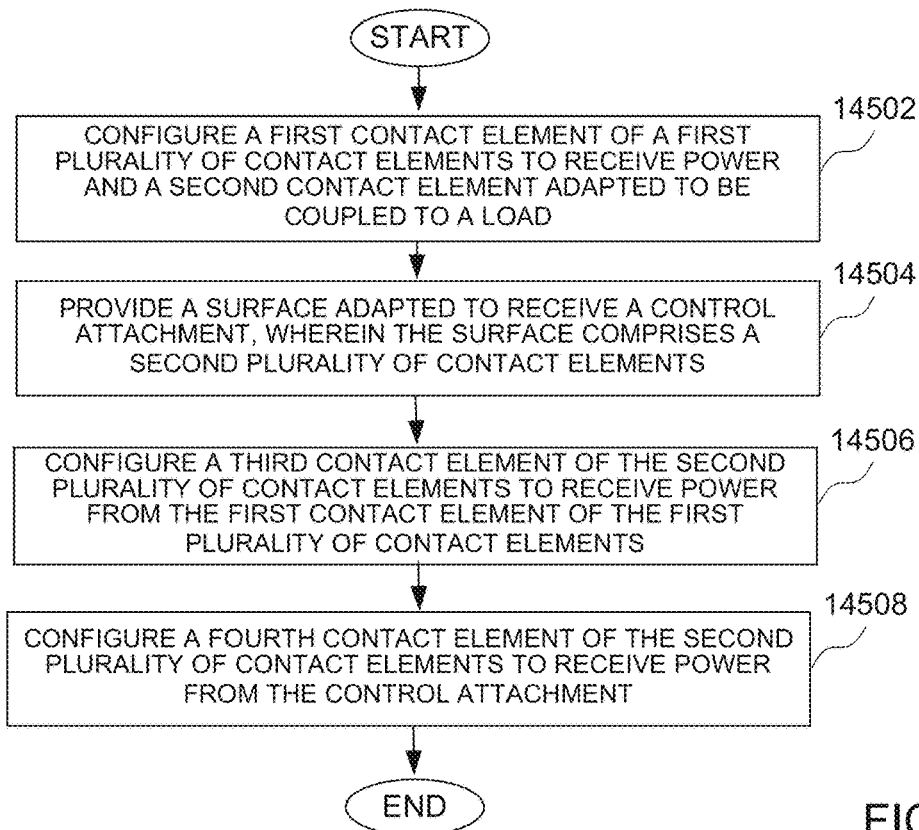 START
14502
CONFIGURE A FIRST CONTACT ELEMENT OF A FIRST
PLURALITY OF CONTACT ELEMENTS TO RECEIVE POWER
AND A SECOND CONTACT ELEMENT ADAPTED TO BE
COUPLED TO A LOAD
14504
PROVIDE A SURFACE ADAPTED TO RECEIVE A CONTROL
ATTACHMENT, WHEREIN THE SURFACE COMPRISES A
SECOND PLURALITY OF CONTACT ELEMENTS
14506
CONFIGURE A THIRD CONTACT ELEMENT OF THE SECOND
PLURALITY OF CONTACT ELEMENTS TO RECEIVE POWER
FROM THE FIRST CONTACT ELEMENT OF THE FIRST
PLURALITY OF CONTACT ELEMENTS
14508
CONFIGURE A FOURTH CONTACT ELEMENT OF THE SECOND
PLURALITY OF CONTACT ELEMENTS TO RECEIVE POWER
FROM THE CONTROL ATTACHMENT
END